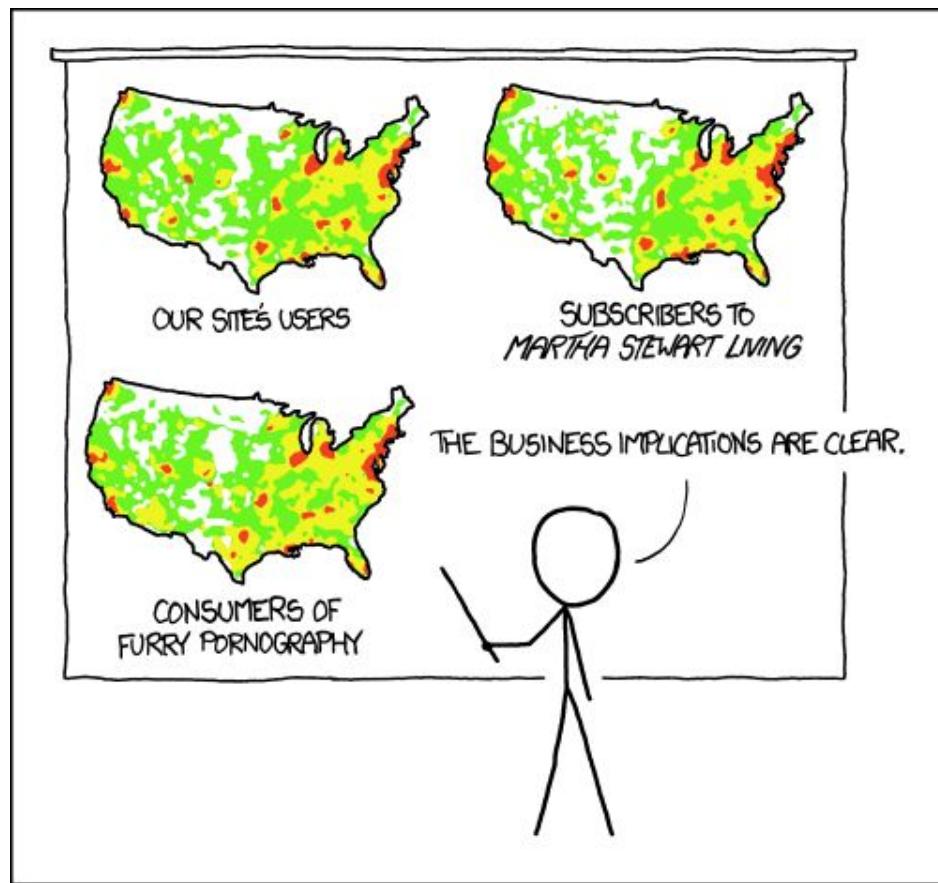 OUR SITE'S USERS
SUBSCRIBERS TO
MARTHA STEWART LIVING
THE BUSINESS IMPLICATIONS ARE CLEAR.
CONSUMERS OF
FURRY PORNOGRAPHY